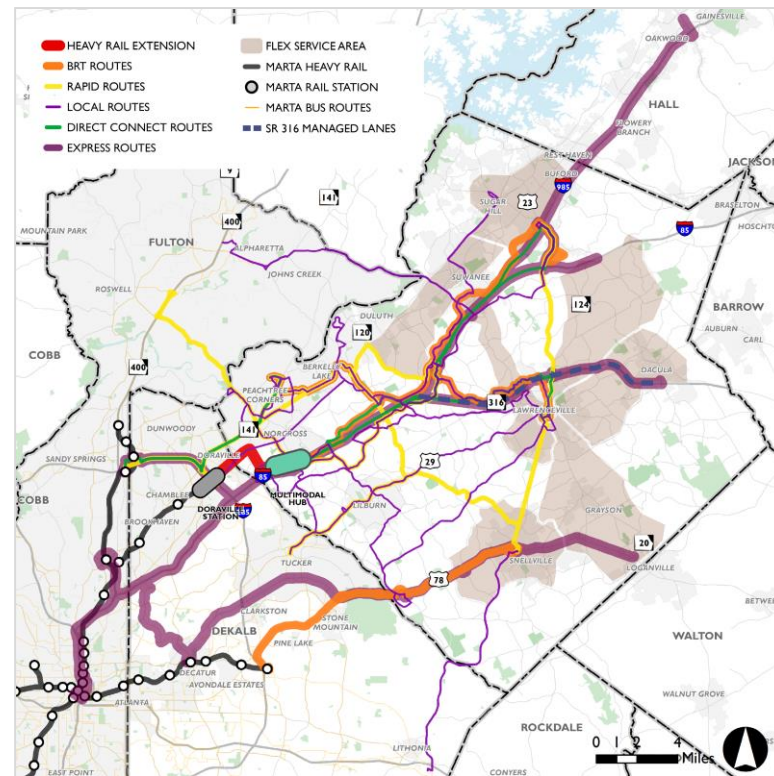 HEAVY RAIL EXTENSION
BRT ROUTES
RAPID ROUTES
LOCAL ROUTES
DIRECT CONNECT ROUTES
EXPRESS ROUTES
FLEX SERVICE AREA
MARTA HEAVY RAIL
MARTA RAIL STATION
MARTA BUS ROUTES
SR 316 MANAGED LANES
GAINESVILLE
OAKWOOD
HALL
FLOWERY
BRANCH
REST HAVEN
BUFORD
985
JACKSON
9
141
SUGAR
HILL
23
BRASELTON
HOSCHTO
85
400
MOUNTAIN PARK
FULTON
ALPHARETTA
JOHNS CREEK
SUWANEE
ROSWELL
DULUTH
124
BARROW
AUBURN
CARL
120
COBB
BERKELEY
LAKE
DACULA
400
PEACHTREE
CORNERS
316
LAWRENCEVILLE
DUNWOODY
141
NORCROSS
SANDY SPRINGS
DORAVILLE
85
MULTIMODAL
HUB
29
COBB
CHAMBLEE
DORAVILLE
STATION
GRAYSON
BROOKHAVEN
LILBURN
20
TUCKER
SNELLVILLE
LOGANVILLE
78
CLARKSTON
STONE
MOUNTAIN
BETWE
DEKALB
PINE LAKE
WALTON
DECATUR
AVONDALE ESTATES
WALNUT GROVE
ATLANTA
ROCKDALE
LITHONIA
0 1 2 4
Miles
EAST POINT
CONYERS